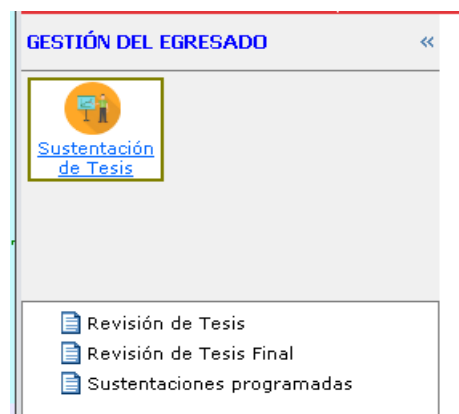 GESTIÓN DEL EGRESADO «
Sustentación
de Tesis
Revisión de Tesis
Revisión de Tesis Final
Sustentaciones programadas